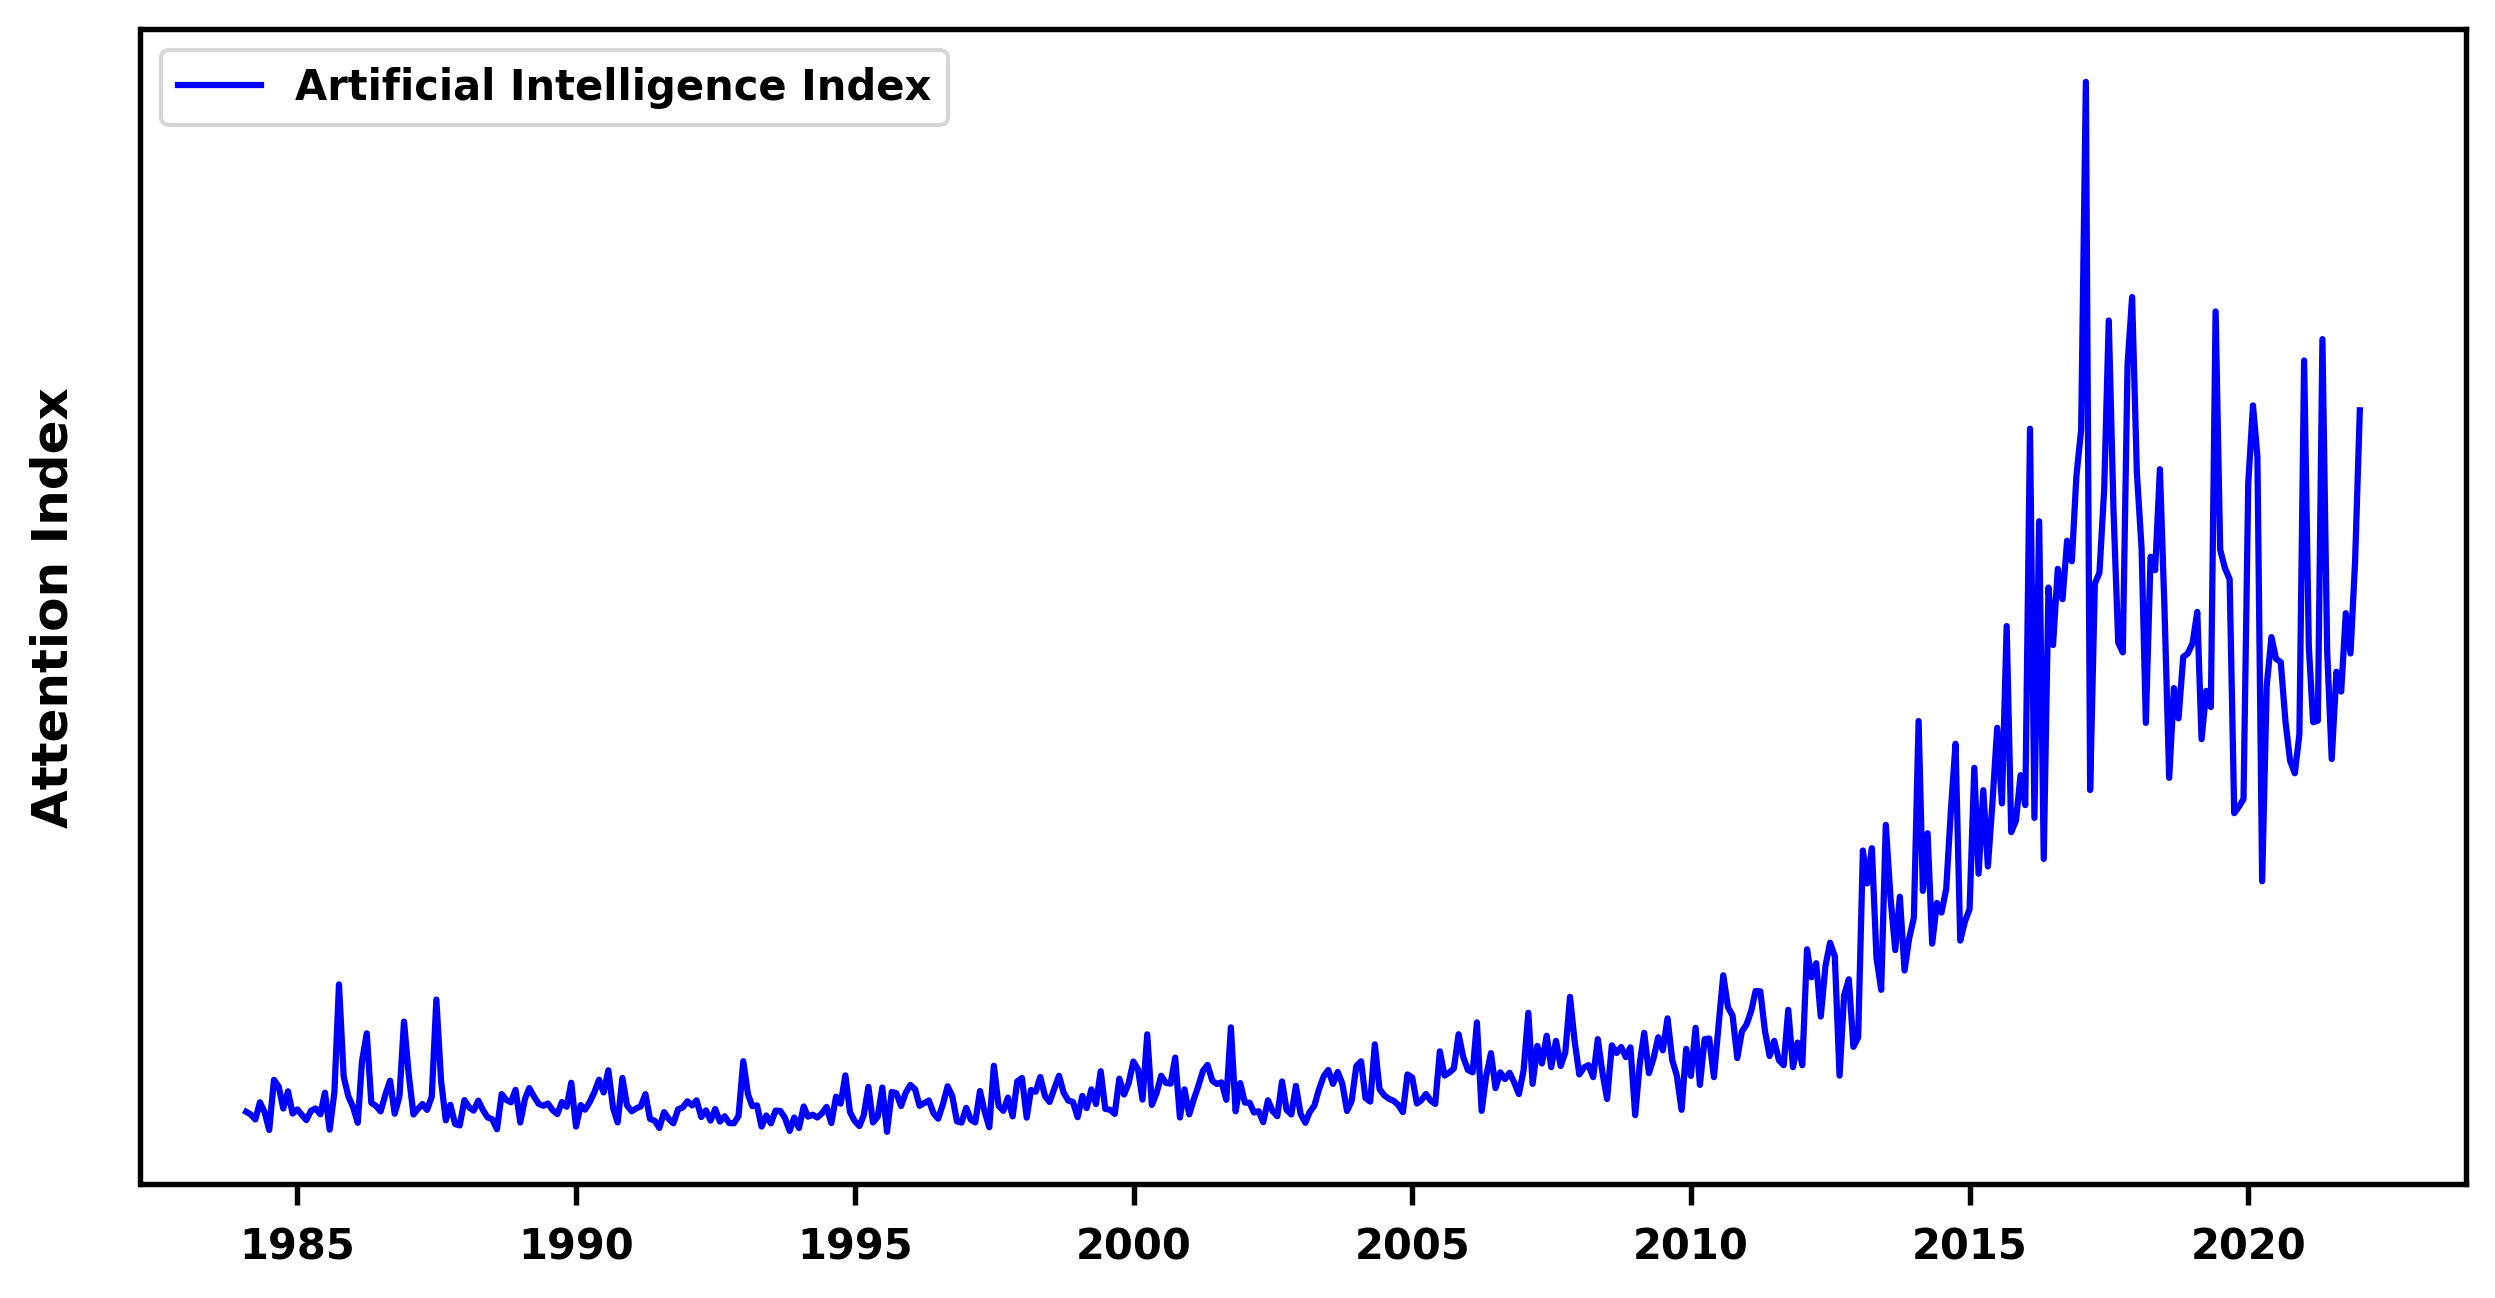 Artificial Intelligence Index
Attention Index
1985 1990 1995 2000 2005 2010 2015 2020